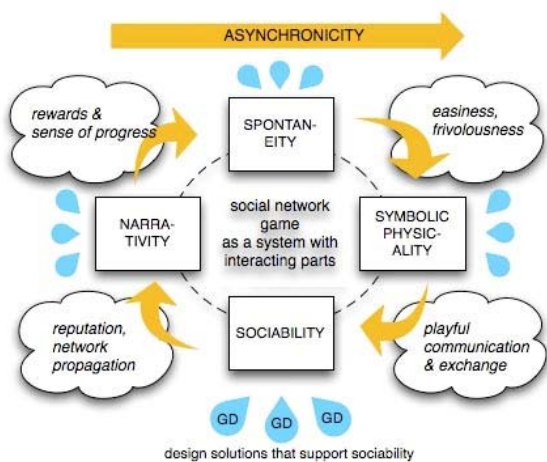 ASYNCHRONICITY
rewards &
sense of progress
SPONTAN-
EITY
easiness,
frivolousness
NARRA-
TIVITY
social network
game
as a system with
interacting parts
SYMBOLIC
PHYSIC-
ALITY
reputation,
network
propagation
SOCIABILITY
playful
communication
& exchange
GD
GD
GD
design solutions that support sociability